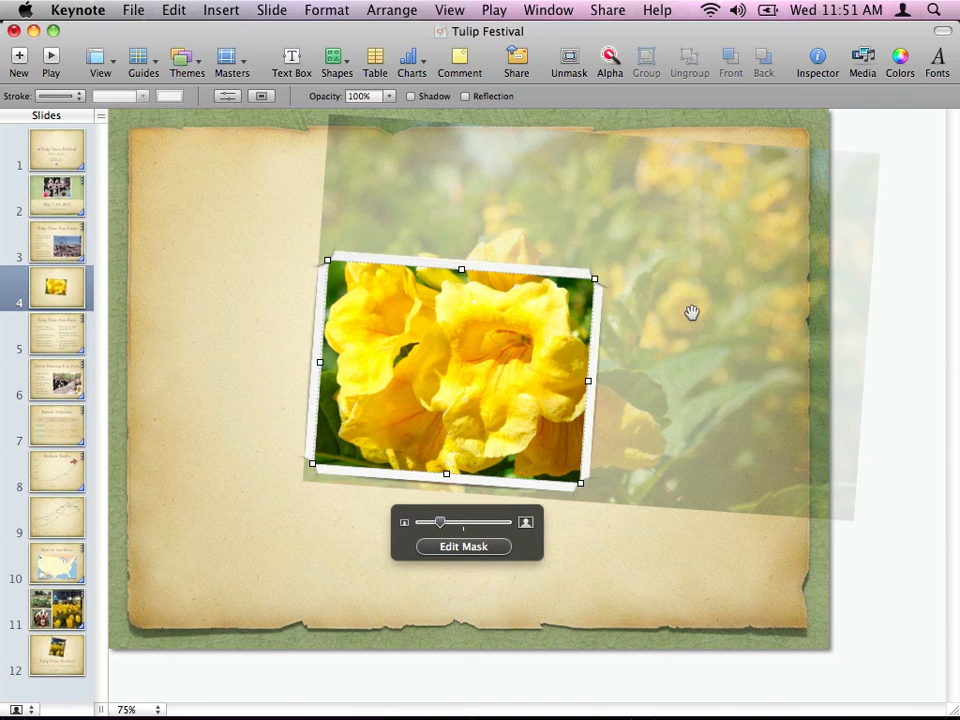 Keynote File Edit Insert Slide Format Arrange View Play Window Share Help Wed 11:51 AM
Tulip Festival
New Play View Guides Themes Masters Text Box Shapes Table Charts Comment Share Unmask Alpha Group Ungroup Front Back Inspector Media Colors Fonts
Stroke: Opacity: 100% Shadow Reflection
Slides
1
2
3
4
5
6
7
8
9
10
11
12
Edit Mask
75%